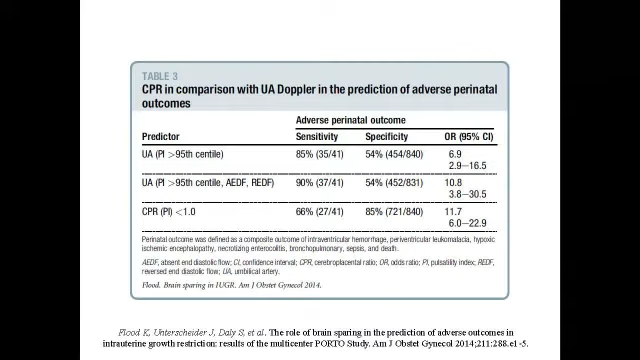 TABLE 3
CPR in comparison with UA Doppler in the prediction of adverse perinatal
outcomes
Adverse perinatal outcome
Predictor Sensitivity Specificity OR (95% CI)
UA (PI >95th centile) 85% (35/41) 54% (454/840) 6.9
2.9–16.5
UA (PI >95th centile, AEDF, REDF) 90% (37/41) 54% (452/831) 10.8
3.8–30.5
CPR (PI) <1.0 66% (27/41) 85% (721/840) 11.7
6.0–22.9
Perinatal outcome was defined as a composite outcome of intraventricular hemorrhage, periventricular leukomalacia, hypoxic
ischemic encephalopathy, necrotizing enterocolitis, bronchopulmonary, sepsis, and death.
AEDF, absent end diastolic flow; CI, confidence interval; CPR, cerebroplacental ratio; OR, odds ratio; PI, pulsatility index; REDF,
reversed end diastolic flow; UA, umbilical artery.
Flood. Brain sparing in IUGR. Am J Obstet Gynecol 2014.
Flood K, Unterscheider J, Daly S, et al. The role of brain sparing in the prediction of adverse outcomes in
intrauterine growth restriction: results of the multicenter PORTO Study. Am J Obstet Gynecol 2014;211:288.e1-5.